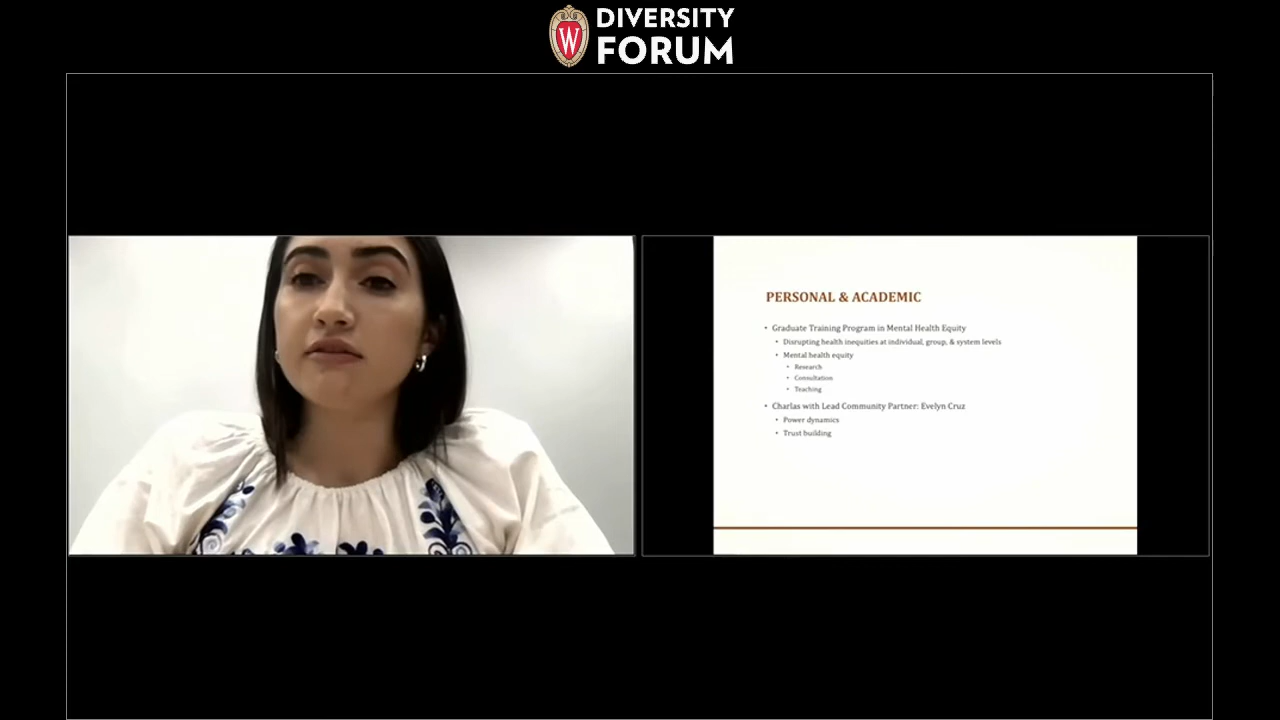 W
DIVERSITY
FORUM
PERSONAL & ACADEMIC
• Graduate Training Program in Mental Health Equity
• Disrupting health inequities at individual, group, & system levels
• Mental health equity
• Research
• Consultation
• Teaching
• Charlas with Lead Community Partner: Evelyn Cruz
• Power dynamics
• Trust building